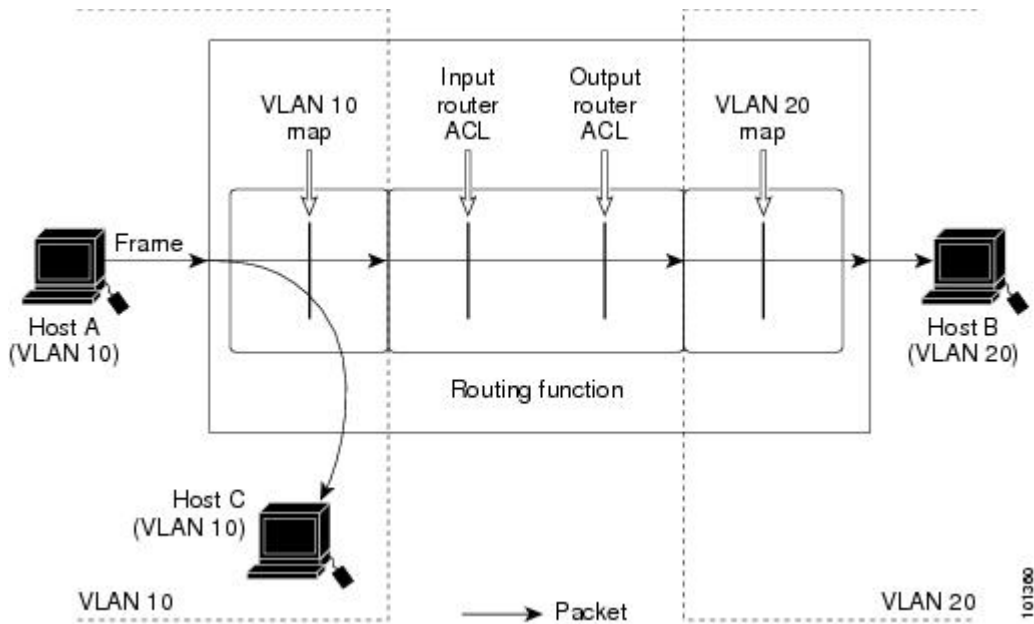 VLAN 10
map
Input
router
ACL
Output
router
ACL
VLAN 20
map
Frame
Host A
(VLAN 10)
Host B
(VLAN 20)
Routing function
Host C
(VLAN 10)
VLAN 10
Packet
VLAN 20
101360